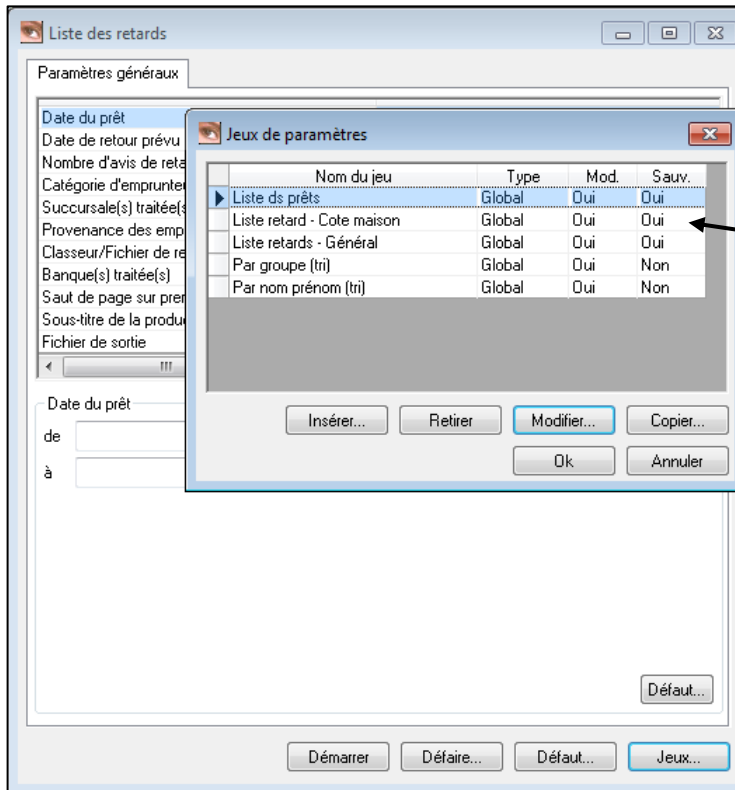 Liste des retards
Paramètres généraux
Date du prêt
Date de retour prévu
Nombre d'avis de reta
Catégorie d'emprunte
Succursale(s) traitée(s
Provenance des emp
Classeur/Fichier de re
Banque(s) traitée(s)
Saut de page sur prem
Sous-titre de la produ
Fichier de sortie
Jeux de paramètres
Nom du jeu Type Mod. Sauv.
Liste ds prêts Global Oui Oui
Liste retard - Cote maison Global Oui Oui
Liste retards - Général Global Oui Oui
Par groupe (tri) Global Oui Non
Par nom prénom (tri) Global Oui Non
Insérer... Retirer Modifier... Copier...
Ok Annuler
Date du prêt
de
à
Défaut...
Démarrer Défaire... Défaut... Jeux...